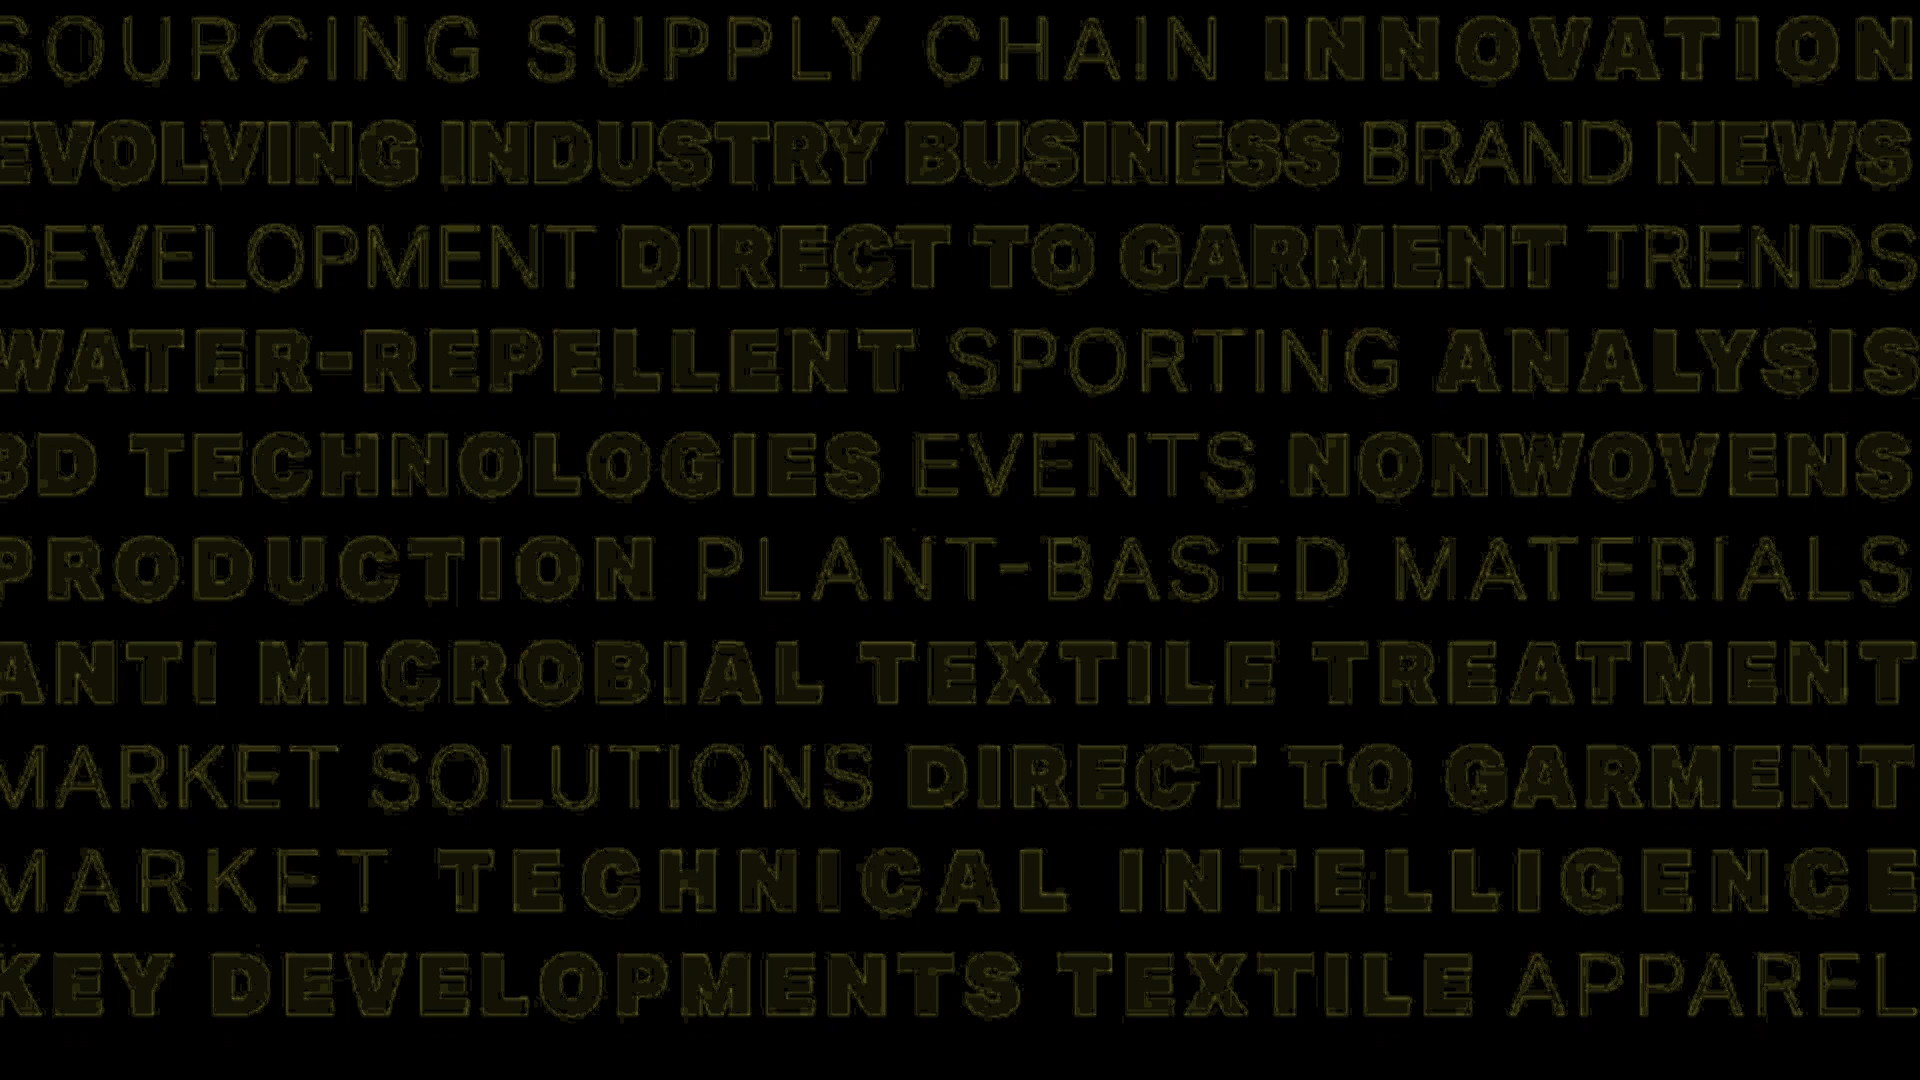 SOURCING SUPPLY CHAIN INNOVATION
EVOLVING INDUSTRY BUSINESS BRAND NEWS
DEVELOPMENT DIRECT TO GARMENT TRENDS
WATER-REPELLENT SPORTING ANALYSIS
3D TECHNOLOGIES EVENTS NONWOVENS
PRODUCTION PLANT-BASED MATERIALS
ANTI MICROBIAL TEXTILE TREATMENT
MARKET SOLUTIONS DIRECT TO GARMENT
MARKET TECHNICAL INTELLIGENCE
KEY DEVELOPMENTS TEXTILE APPAREL